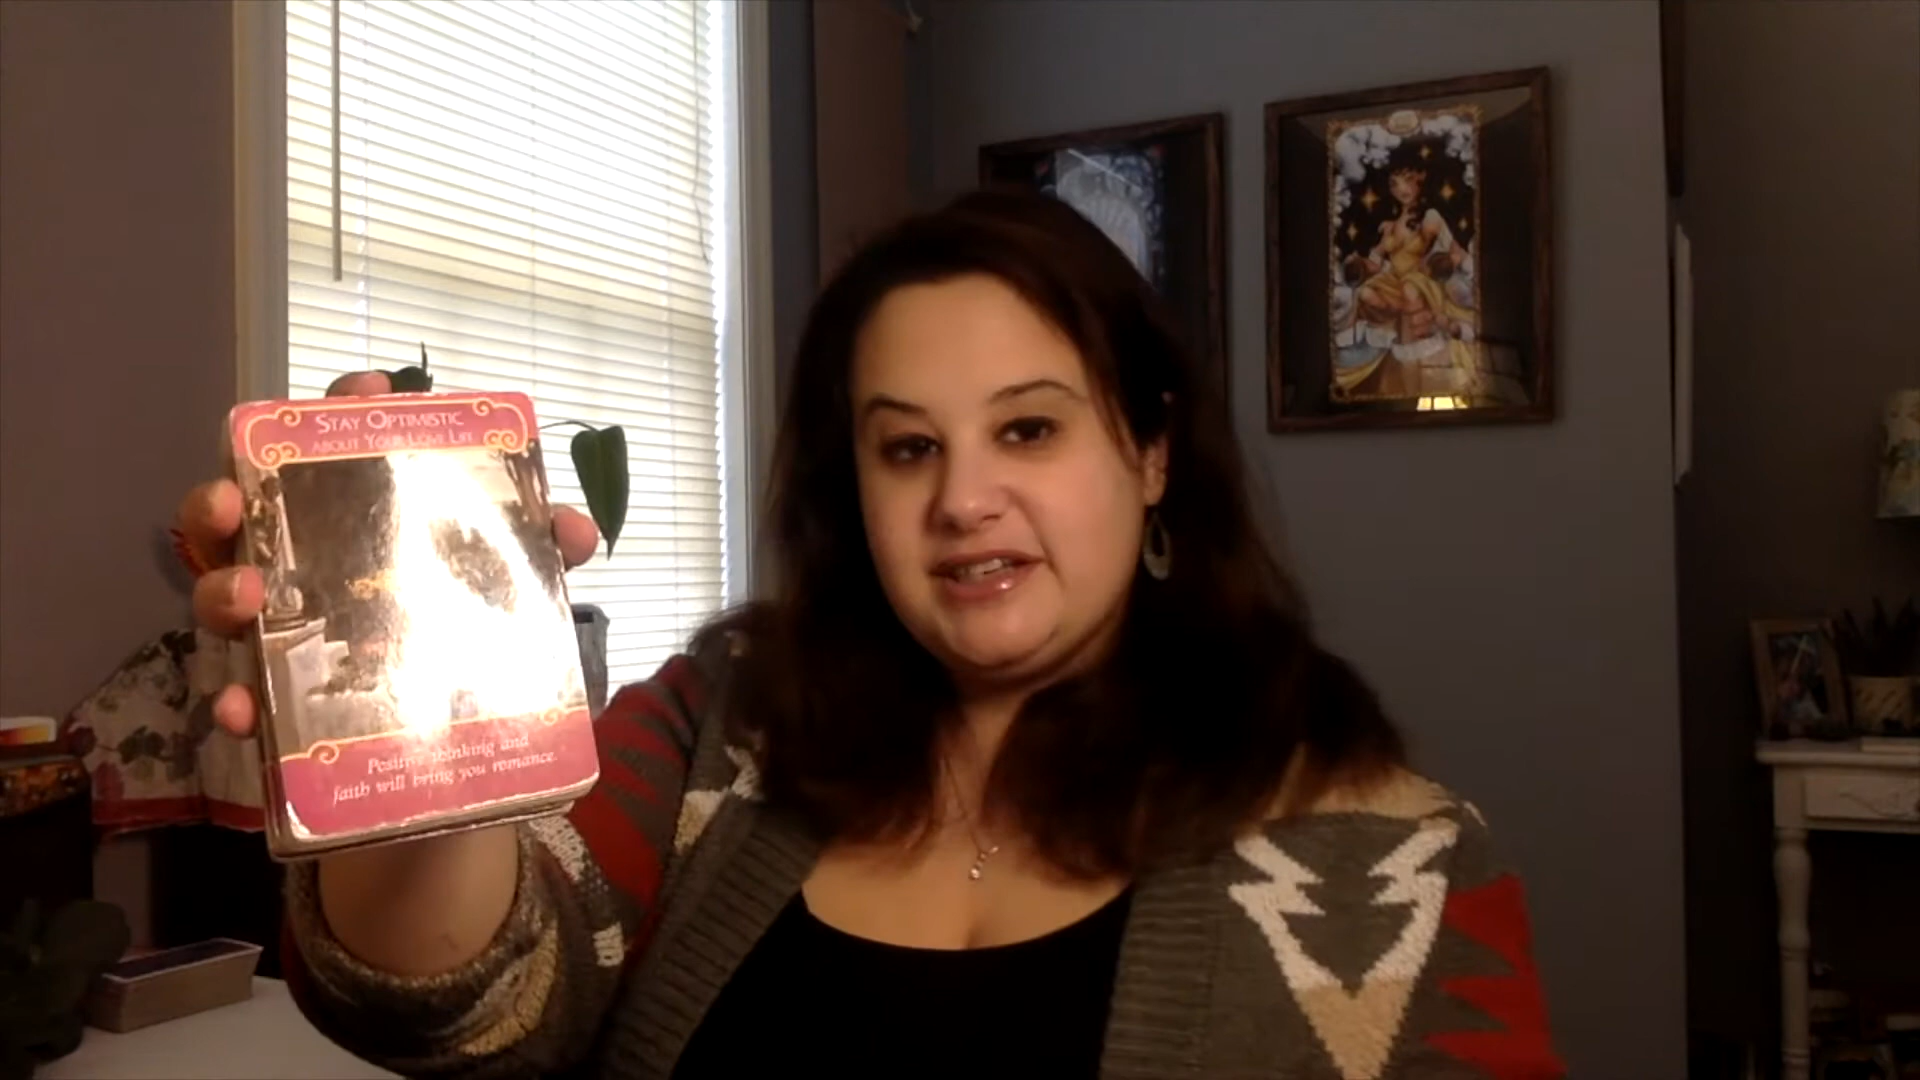 STAY OPTIMISTIC
ABOUT YOUR LOVE LIFE
Positive thinking and
faith will bring you romance.